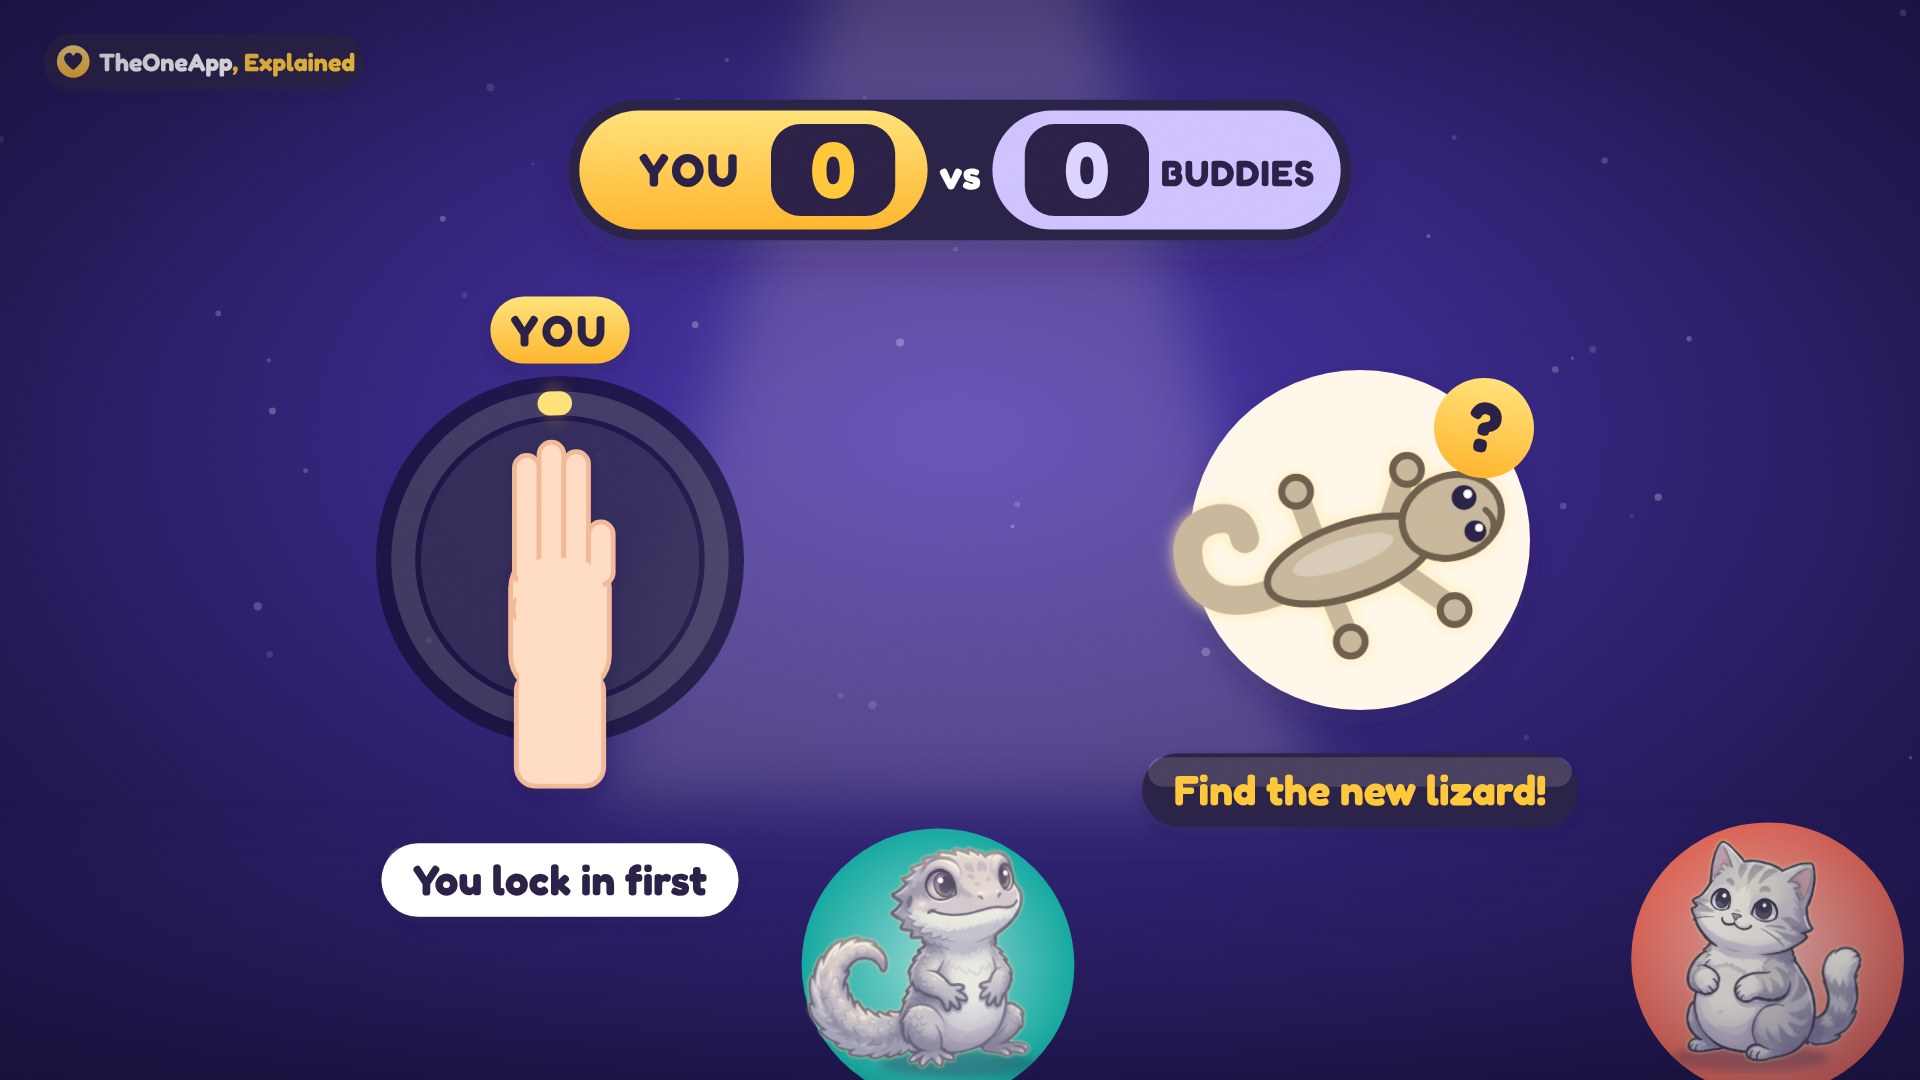 TheOneApp, Explained
YOU 0 vs 0 BUDDIES
YOU
?
Find the new lizard!
You lock in first